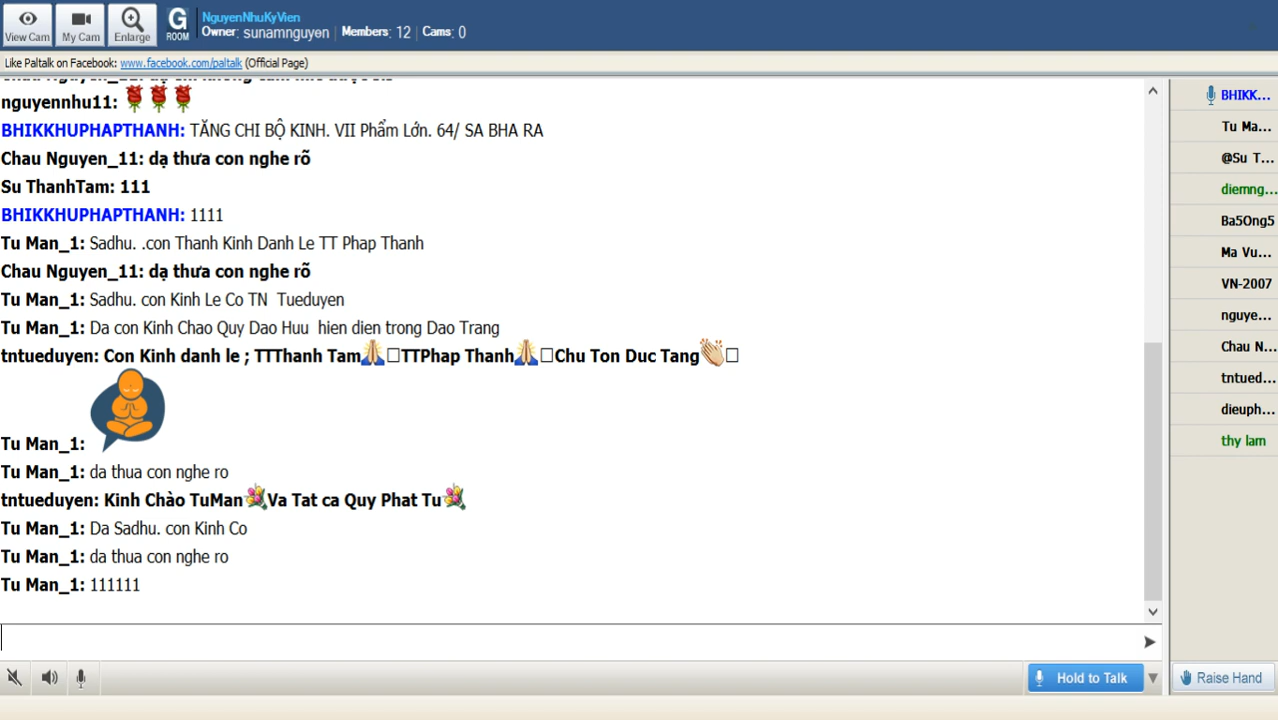 View Cam
My Cam
Enlarge
G
ROOM
NguyenNhuKyVien
Owner: sunamnguyen | Members: 12 | Cams: 0
Like Paltalk on Facebook: www.facebook.com/paltalk (Official Page)
nguyennhu11:
BHIKKHUPHAPTHANH: TĂNG CHI BỘ KINH. VII Phẩm Lớn. 64/ SA BHA RA
Chau Nguyen_11: dạ thưa con nghe rõ
Su ThanhTam: 111
BHIKKHUPHAPTHANH: 1111
Tu Man_1: Sadhu. .con Thanh Kinh Danh Le TT Phap Thanh
Chau Nguyen_11: dạ thưa con nghe rõ
Tu Man_1: Sadhu. con Kinh Le Co TN Tueduyen
Tu Man_1: Da con Kinh Chao Quy Dao Huu hien dien trong Dao Trang
tntueduyen: Con Kinh danh le ; TTThanh Tam🙏□TTPhap Thanh🙏□Chu Ton Duc Tang👏□
Tu Man_1:
Tu Man_1: da thua con nghe ro
tntueduyen: Kinh Chào TuMan💐Va Tat ca Quy Phat Tu💐
Tu Man_1: Da Sadhu. con Kinh Co
Tu Man_1: da thua con nghe ro
Tu Man_1: 111111
BHIKK...
Tu Ma...
@Su T...
diemng...
Ba5Ong5
Ma Vu...
VN-2007
nguye...
Chau N...
tntued...
dieuph...
thy lam
Hold to Talk
Raise Hand